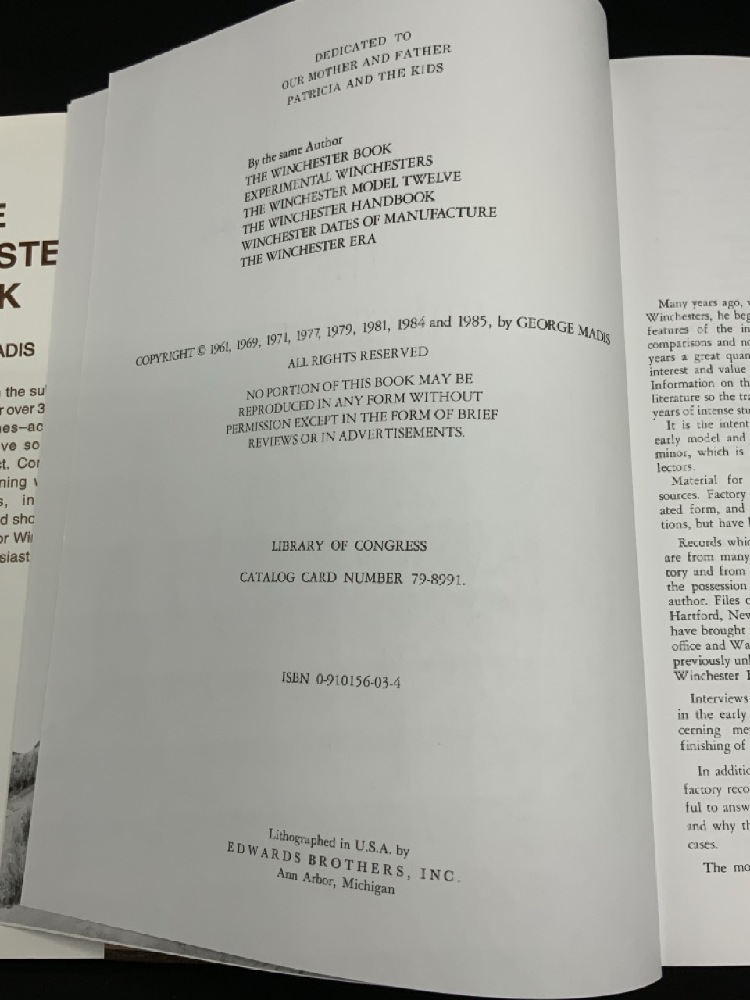 DEDICATED TO
OUR MOTHER AND FATHER
PATRICIA AND THE KIDS
By the same Author
THE WINCHESTER BOOK
EXPERIMENTAL WINCHESTERS
THE WINCHESTER MODEL TWELVE
THE WINCHESTER HANDBOOK
WINCHESTER DATES OF MANUFACTURE
THE WINCHESTER ERA
COPYRIGHT © 1961, 1969, 1971, 1977, 1979, 1981, 1984 and 1985, by GEORGE MADIS
ALL RIGHTS RESERVED
NO PORTION OF THIS BOOK MAY BE
REPRODUCED IN ANY FORM WITHOUT
PERMISSION EXCEPT IN THE FORM OF BRIEF
REVIEWS OR IN ADVERTISEMENTS.
LIBRARY OF CONGRESS
CATALOG CARD NUMBER 79-8991.
ISBN 0-910156-03-4
Lithographed in U.S.A. by
EDWARDS BROTHERS, INC.
Ann Arbor, Michigan
Many years ago,
Winchesters, he beg
features of the in
comparisons and no
years a great quan
interest and value
Information on th
literature so the tra
years of intense stu
It is the intent
early model and
minor, which is
lectors.
Material for
sources. Factory
ated form, and
tions, but have
Records whic
are from many
tory and from
the possession
author. Files
Hartford, New
have brought
office and Wa
previously un
Winchester
Interviews
in the early
cerning me
finishing of
In additio
factory reco
ful to answ
and why th
cases.
The mo
E
STE
K
ADIS
the su
r over 3
es–ac
ve so
t. Cor
ning
s, in
d sho
or Wi
siast